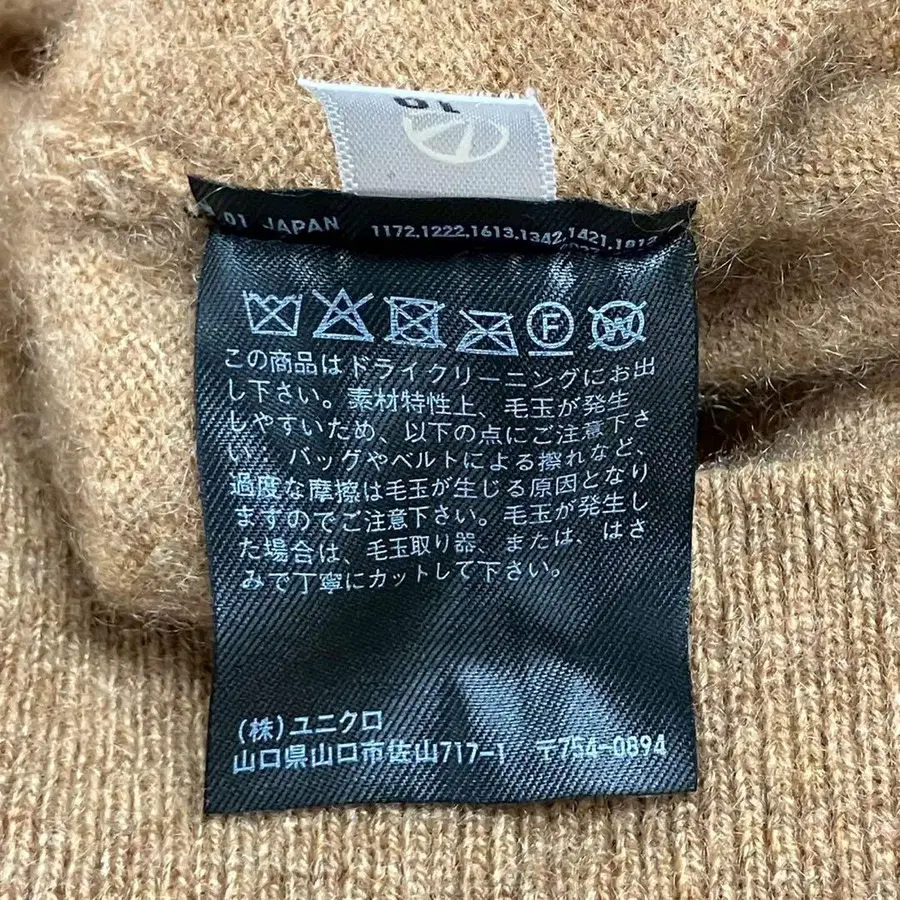 10
01 JAPAN 1172,1222,1613,1342,1421,1812
F
W
この商品はドライクリーニングにお出
し下さい。素材特性上、毛玉が発生
しやすいため、以下の点にご注意下さ
い。 バッグやベルトによる擦れなど、
過度な摩擦は毛玉が生じる原因となり
ますのでご注意下さい。毛玉が発生し
た場合は、毛玉取り器、または、はさ
みで丁寧にカットして下さい。
(株)ユニクロ
山口県山口市佐山717-1 〒754-0894